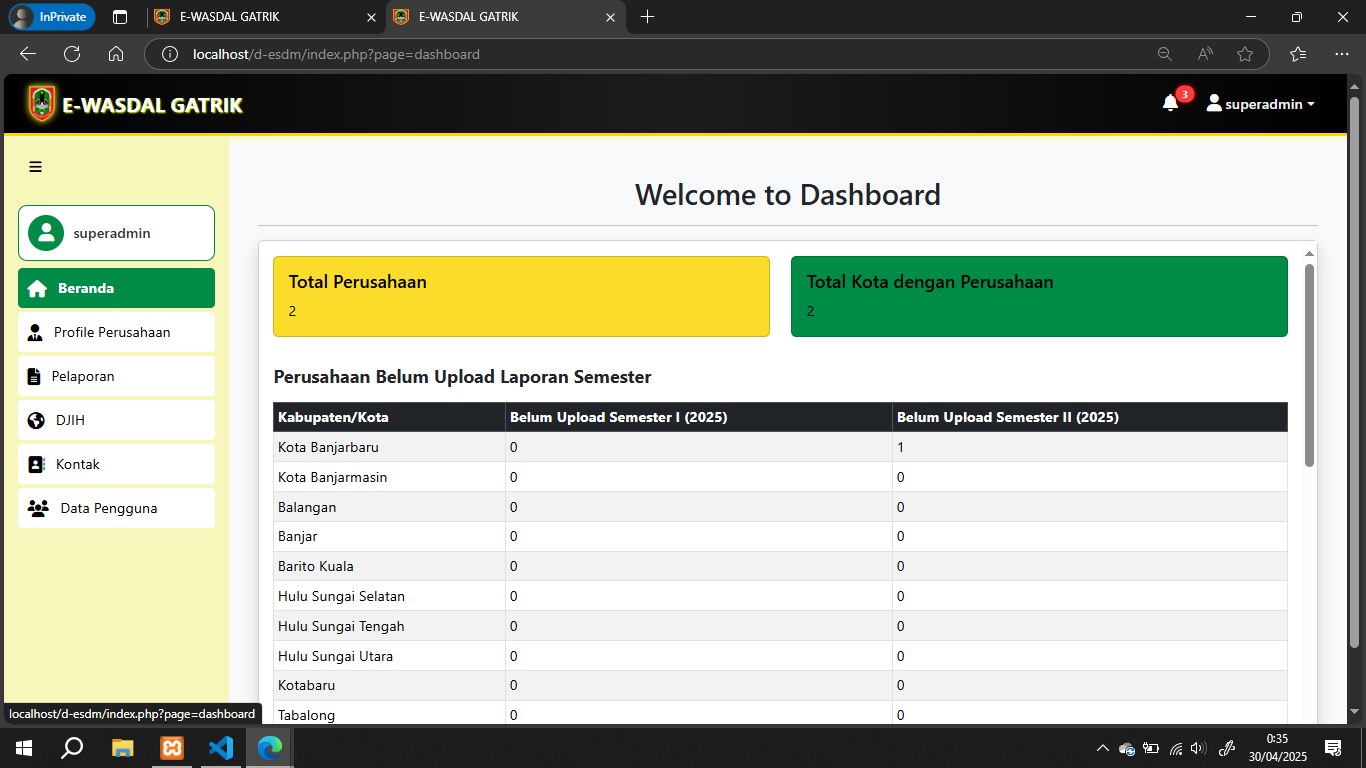 InPrivate
E-WASDAL GATRIK
E-WASDAL GATRIK
localhost/d-esdm/index.php?page=dashboard
E-WASDAL GATRIK
3
superadmin
superadmin
Beranda
Profile Perusahaan
Pelaporan
DJIH
Kontak
Data Pengguna
Welcome to Dashboard
Total Perusahaan
2
Total Kota dengan Perusahaan
2
Perusahaan Belum Upload Laporan Semester
Kabupaten/Kota Belum Upload Semester I (2025) Belum Upload Semester II (2025)
Kota Banjarbaru 0 1
Kota Banjarmasin 0 0
Balangan 0 0
Banjar 0 0
Barito Kuala 0 0
Hulu Sungai Selatan 0 0
Hulu Sungai Tengah 0 0
Hulu Sungai Utara 0 0
Kotabaru 0 0
Tabalong 0 0
localhost/d-esdm/index.php?page=dashboard
0:35
30/04/2025